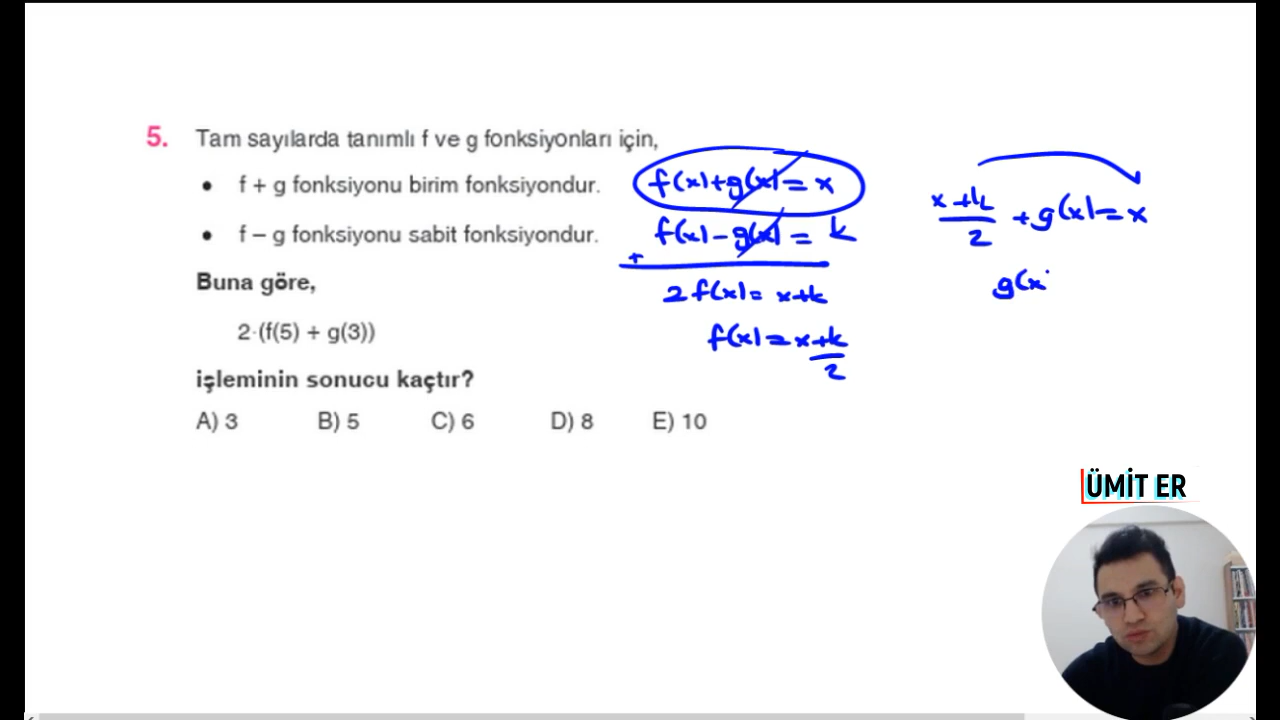 5. Tam sayılarda tanımlı f ve g fonksiyonları için,
• f + g fonksiyonu birim fonksiyondur.
• f – g fonksiyonu sabit fonksiyondur.
Buna göre,
2·(f(5) + g(3))
işleminin sonucu kaçtır?
A) 3 B) 5 C) 6 D) 8 E) 10
f(x)+g(x)= x
f(x)-g(x)= k
+
2f(x)= x+k
f(x)= x+k
2
x+k
2 +g(x)=x
g(x
ÜMİT ER